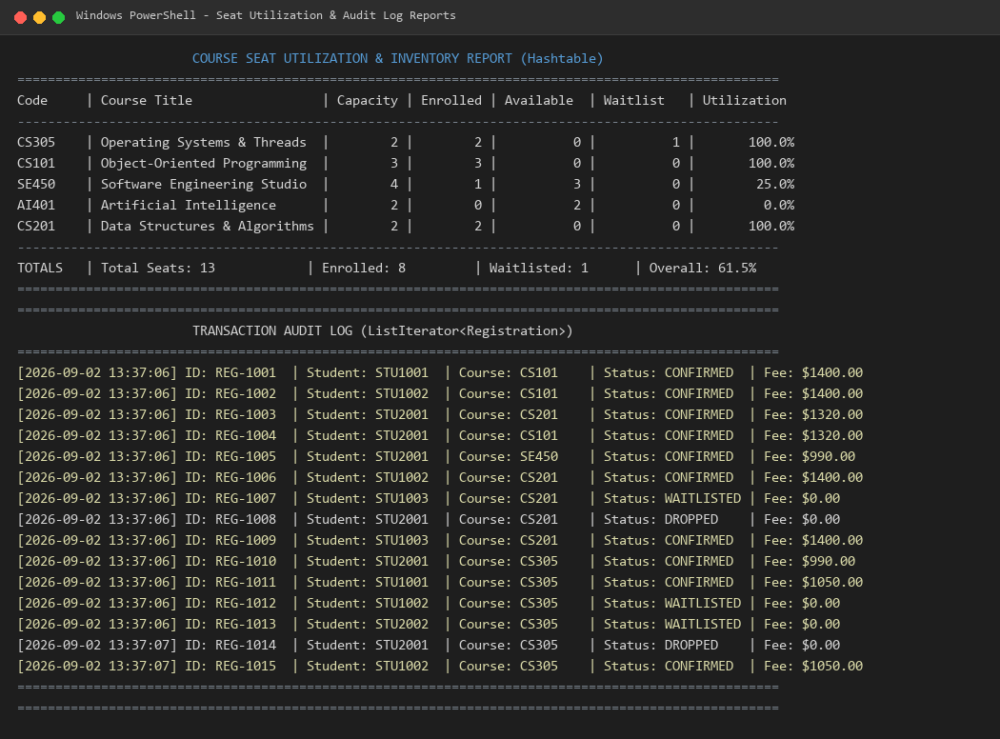 Windows PowerShell - Seat Utilization & Audit Log Reports
COURSE SEAT UTILIZATION & INVENTORY REPORT (Hashtable)
====================================================================================================
Code     | Course Title                 | Capacity | Enrolled | Available  | Waitlist   | Utilization
----------------------------------------------------------------------------------------------------
CS305    | Operating Systems & Threads  |        2 |        2 |          0 |          1 |       100.0%
CS101    | Object-Oriented Programming  |        3 |        3 |          0 |          0 |       100.0%
SE450    | Software Engineering Studio  |        4 |        1 |          3 |          0 |        25.0%
AI401    | Artificial Intelligence      |        2 |        0 |          2 |          0 |         0.0%
CS201    | Data Structures & Algorithms |        2 |        2 |          0 |          0 |       100.0%
----------------------------------------------------------------------------------------------------
TOTALS   | Total Seats: 13            | Enrolled: 8         | Waitlisted: 1      | Overall: 61.5%
====================================================================================================
====================================================================================================
TRANSACTION AUDIT LOG (ListIterator<Registration>)
====================================================================================================
[2026-09-02 13:37:06] ID: REG-1001  | Student: STU1001  | Course: CS101    | Status: CONFIRMED  | Fee: $1400.00
[2026-09-02 13:37:06] ID: REG-1002  | Student: STU1002  | Course: CS101    | Status: CONFIRMED  | Fee: $1400.00
[2026-09-02 13:37:06] ID: REG-1003  | Student: STU2001  | Course: CS201    | Status: CONFIRMED  | Fee: $1320.00
[2026-09-02 13:37:06] ID: REG-1004  | Student: STU2001  | Course: CS101    | Status: CONFIRMED  | Fee: $1320.00
[2026-09-02 13:37:06] ID: REG-1005  | Student: STU2001  | Course: SE450    | Status: CONFIRMED  | Fee: $990.00
[2026-09-02 13:37:06] ID: REG-1006  | Student: STU1002  | Course: CS201    | Status: CONFIRMED  | Fee: $1400.00
[2026-09-02 13:37:06] ID: REG-1007  | Student: STU1003  | Course: CS201    | Status: WAITLISTED | Fee: $0.00
[2026-09-02 13:37:06] ID: REG-1008  | Student: STU2001  | Course: CS201    | Status: DROPPED    | Fee: $0.00
[2026-09-02 13:37:06] ID: REG-1009  | Student: STU1003  | Course: CS201    | Status: CONFIRMED  | Fee: $1400.00
[2026-09-02 13:37:06] ID: REG-1010  | Student: STU2001  | Course: CS305    | Status: CONFIRMED  | Fee: $990.00
[2026-09-02 13:37:06] ID: REG-1011  | Student: STU1001  | Course: CS305    | Status: CONFIRMED  | Fee: $1050.00
[2026-09-02 13:37:06] ID: REG-1012  | Student: STU1002  | Course: CS305    | Status: WAITLISTED | Fee: $0.00
[2026-09-02 13:37:06] ID: REG-1013  | Student: STU2002  | Course: CS305    | Status: WAITLISTED | Fee: $0.00
[2026-09-02 13:37:07] ID: REG-1014  | Student: STU2001  | Course: CS305    | Status: DROPPED    | Fee: $0.00
[2026-09-02 13:37:07] ID: REG-1015  | Student: STU1002  | Course: CS305    | Status: CONFIRMED  | Fee: $1050.00
====================================================================================================
====================================================================================================